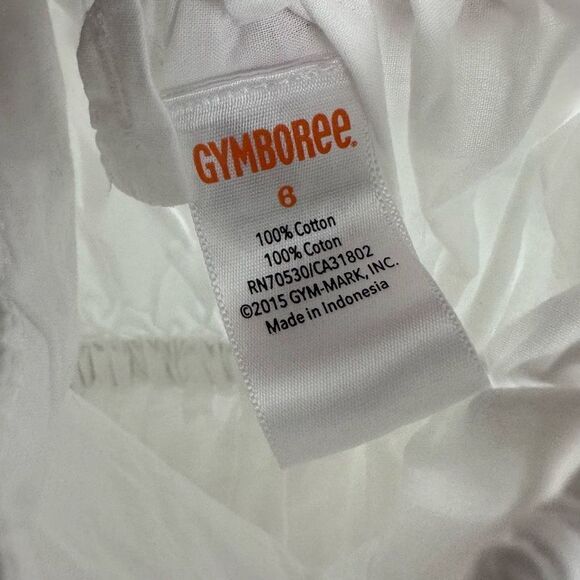 GYMBORee.
6
100% Cotton
100% Coton
RN70530/CA31802
©2015 GYM-MARK, INC.
Made in Indonesia